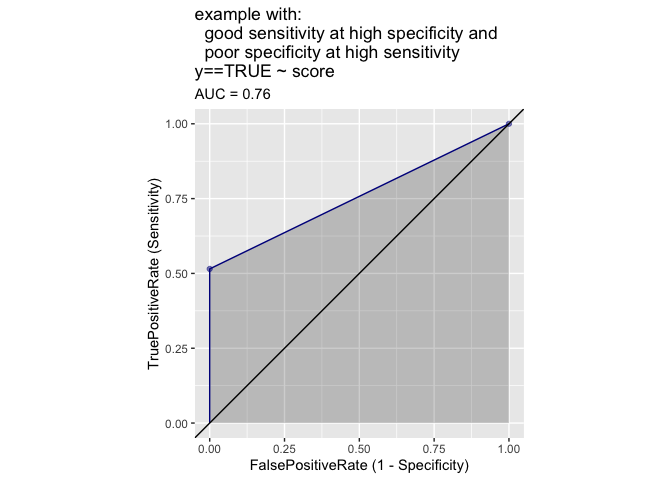 example with:
good sensitivity at high specificity and
poor specificity at high sensitivity
y==TRUE ~ score
AUC = 0.76
1.00
0.75
0.50
0.25
0.00
TruePositiveRate (Sensitivity)
0.00 0.25 0.50 0.75 1.00
FalsePositiveRate (1 - Specificity)